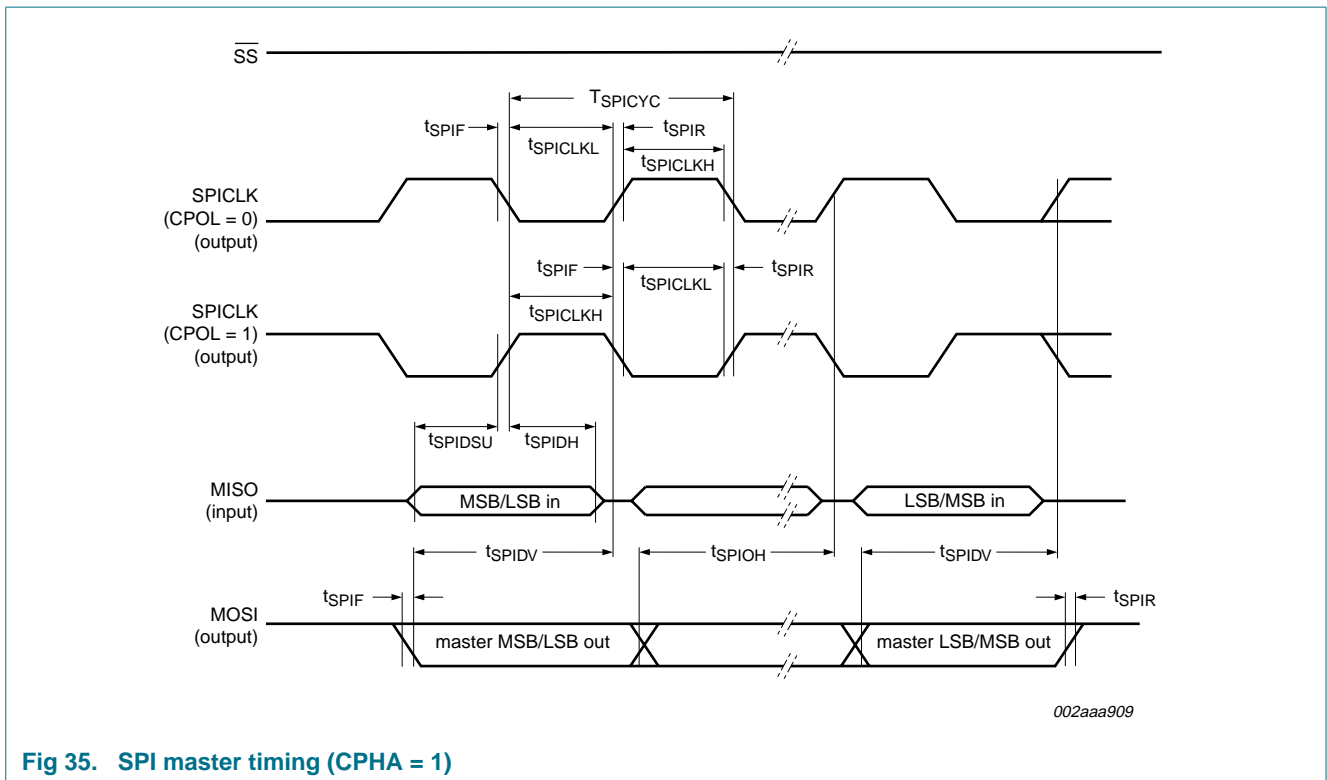 SS
TSPICYC
tSPIF
tSPIR
tSPICLKL
tSPICLKH
SPICLK
(CPOL = 0)
(output)
tSPIF
tSPICLKL
tSPIR
tSPICLKH
SPICLK
(CPOL = 1)
(output)
tSPIDSU
tSPIDH
MISO
(input)
MSB/LSB in
LSB/MSB in
tSPIDV
tSPIOH
tSPIDV
tSPIF
tSPIR
MOSI
(output)
master MSB/LSB out
master LSB/MSB out
002aaa909
Fig 35. SPI master timing (CPHA = 1)